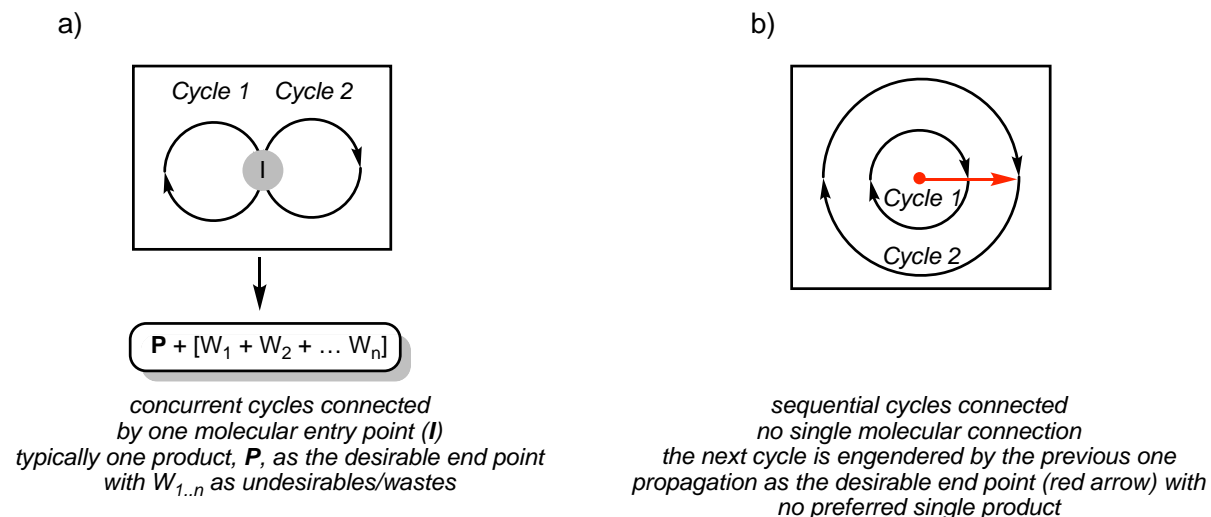 a)
Cycle 1 Cycle 2
I
P + [W₁ + W₂ + … Wₙ]
concurrent cycles connected
by one molecular entry point (I)
typically one product, P, as the desirable end point
with W₁..ₙ as undesirables/wastes
b)
Cycle 1
Cycle 2
sequential cycles connected
no single molecular connection
the next cycle is engendered by the previous one
propagation as the desirable end point (red arrow) with
no preferred single product